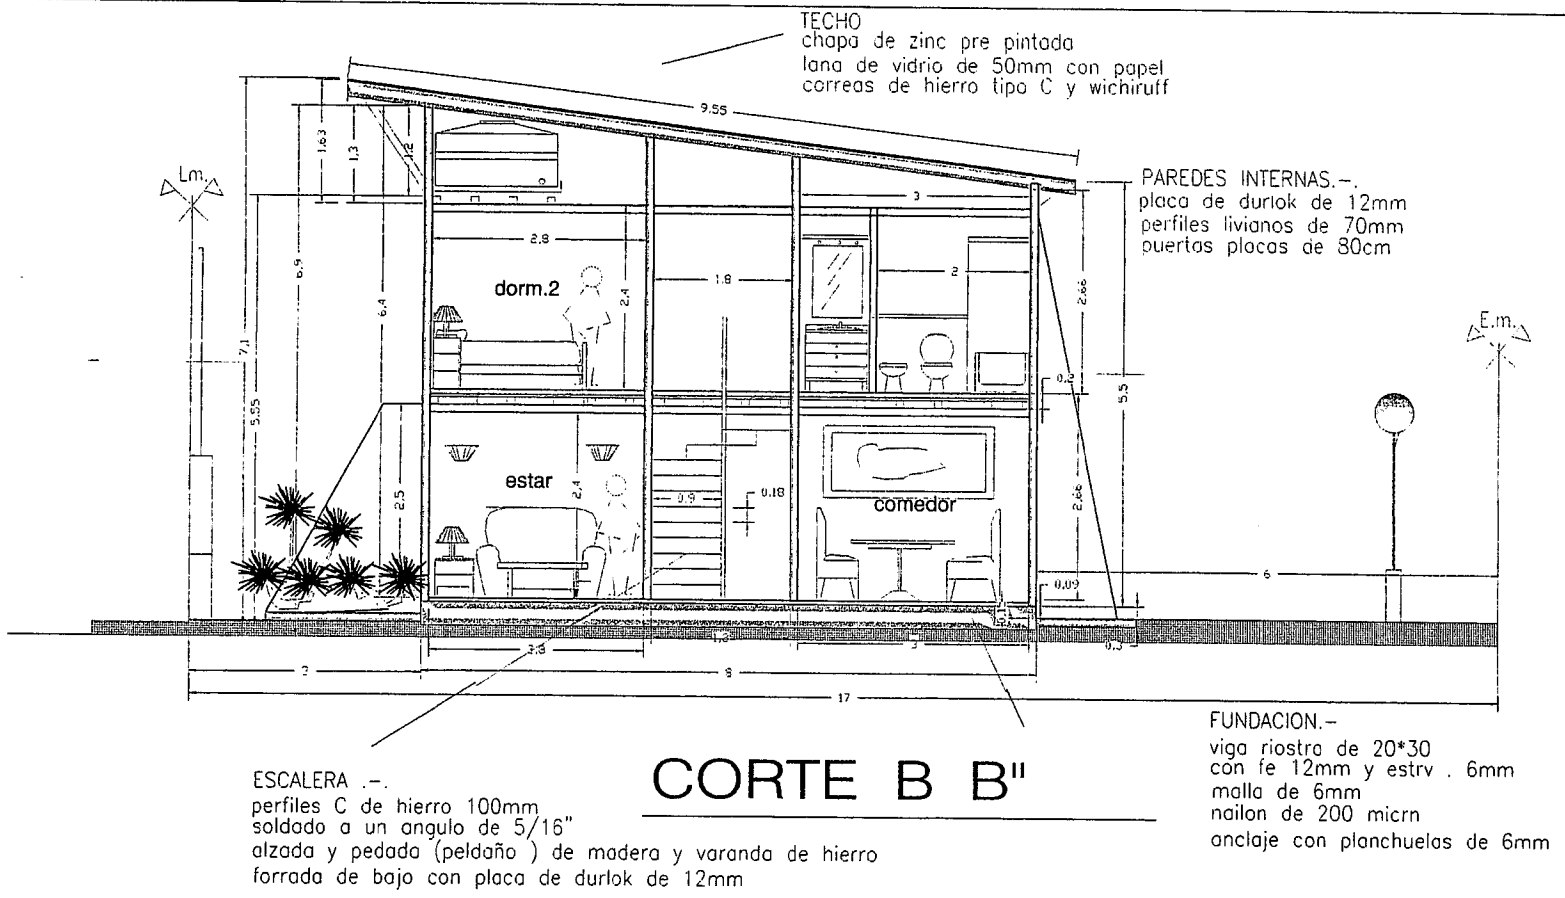 TECHO
chapa de zinc pre pintada
lana de vidrio de 50mm con papel
correas de hierro tipo C y wichiruff
9.55
1.63
1.3
1.2
Lm.
3
PAREDES INTERNAS.-.
placa de durlok de 12mm
perfiles livianos de 70mm
puertas placas de 80cm
2.8
6.9
1.8
2
dorm.2
2.4
2.66
6.4
E.m.
7.1
5.55
0.2
5.5
estar
2.4
2.5
0.9
0.18
comedor
2.66
6
0.09
0.3
1.8
3
3
8
17
FUNDACION.-
viga riostra de 20*30
con fe 12mm y estrv . 6mm
malla de 6mm
nailon de 200 micrn
anclaje con planchuelas de 6mm
CORTE B B"
ESCALERA .-.
perfiles C de hierro 100mm
soldado a un angulo de 5/16"
alzada y pedada (peldaño ) de madera y varanda de hierro
forrada de bajo con placa de durlok de 12mm